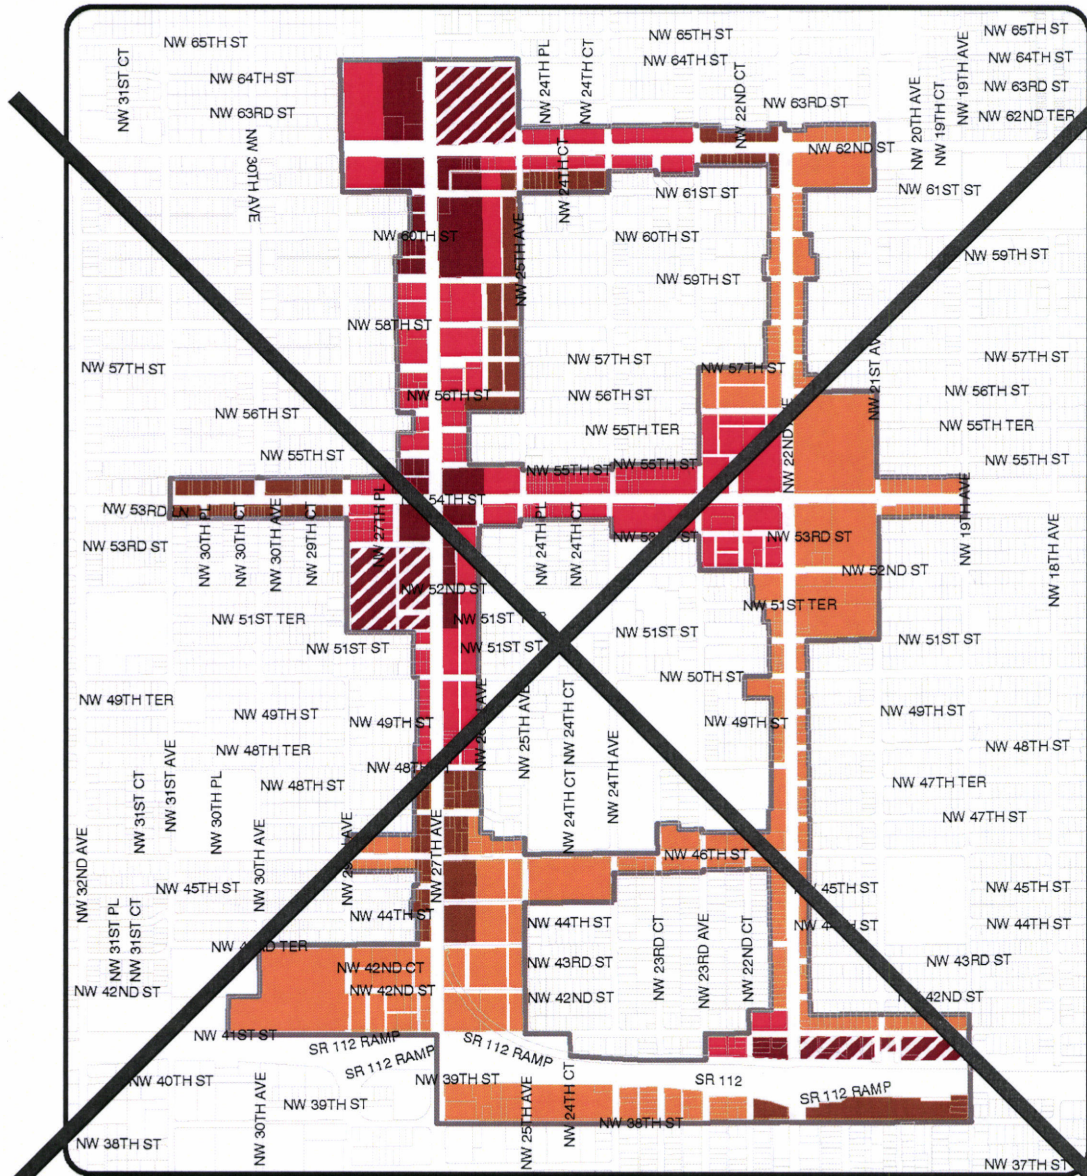 NW 65TH ST
NW 65TH ST
NW 65TH ST
NW 31ST CT
NW 64TH ST
NW 24TH PL
NW 24TH CT
NW 64TH ST
NW 22ND CT
NW 20TH AVE
NW 19TH CT
NW 19TH AVE
NW 64TH ST
NW 63RD ST
NW 63RD ST
NW 63RD ST
NW 62ND TER
NW 30TH AVE
NW 24TH CT
NW 62ND ST
NW 61ST ST
NW 61ST ST
NW 60TH ST
NW 25TH AVE
NW 60TH ST
NW 59TH ST
NW 59TH ST
NW 58TH ST
NW 57TH ST
NW 57TH ST
NW 57TH ST
NW 21ST AV
NW 57TH ST
NW 56TH ST
NW 56TH ST
NW 56TH ST
NW 56TH ST
NW 55TH TER
NW 22ND AVE
NW 55TH TER
NW 55TH ST
NW 55TH ST
NW 55TH ST
NW 55TH ST
54TH ST
NW 53RD LN
NW 30TH PL
NW 30TH CT
NW 30TH AVE
NW 29TH CT
NW 27TH PL
NW 24TH PL
NW 24TH CT
NW 19TH AVE
NW 18TH AVE
NW 53RD ST
NW 53RD ST
NW 52ND ST
NW 52ND ST
NW 51ST TER
NW 51ST TER
NW 51ST TER
NW 51ST ST
NW 51ST ST
NW 51ST ST
NW 51ST ST
NW 50TH ST
NW 49TH TER
NW 49TH ST
NW 49TH ST
NW 25TH AVE
NW 24TH CT
NW 49TH ST
NW 49TH ST
NW 48TH TER
NW 24TH AVE
NW 48TH ST
NW 31ST AVE
NW 31ST CT
NW 30TH PL
NW 48TH ST
NW 48TH
NW 24TH CT
NW 47TH TER
NW 47TH ST
NW 32ND AVE
NW 30TH AVE
NW 27TH AVE
NW 46TH ST
NW 45TH ST
NW 45TH ST
NW 45TH ST
NW 31ST PL
NW 31ST CT
NW 44TH ST
NW 44TH ST
NW 23RD CT
NW 23RD AVE
NW 22ND CT
NW 44TH ST
NW 44TH ST
NW 42ND CT
NW 43RD ST
NW 43RD ST
NW 42ND ST
NW 42ND ST
NW 42ND ST
NW 42ND ST
NW 41ST ST
SR 112 RAMP
SR 112 RAMP
SR 112 RAMP
NW 40TH ST
NW 30TH AVE
NW 39TH ST
NW 39TH ST
NW 25TH AVE
NW 24TH CT
SR 112
SR 112 RAMP
NW 38TH ST
NW 38TH ST
NW 37TH ST